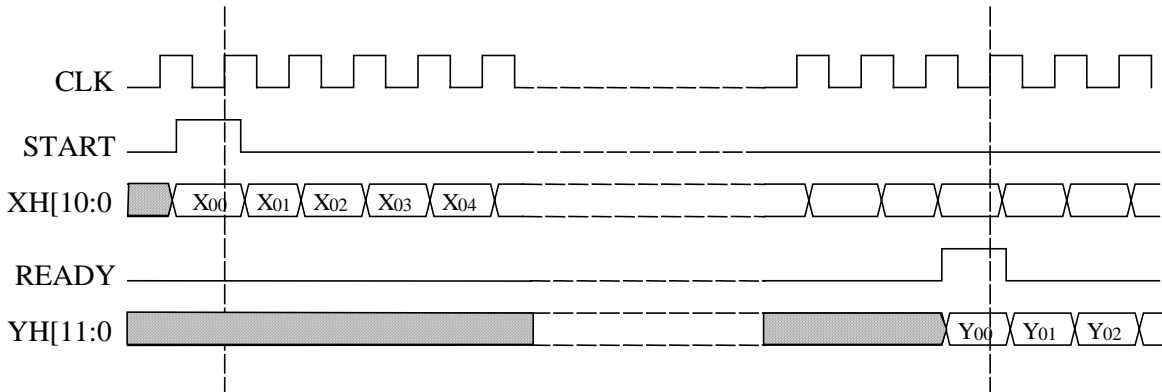 CLK
START
XH[10:0 X00 X01 X02 X03 X04
READY
YH[11:0 Y00 Y01 Y02